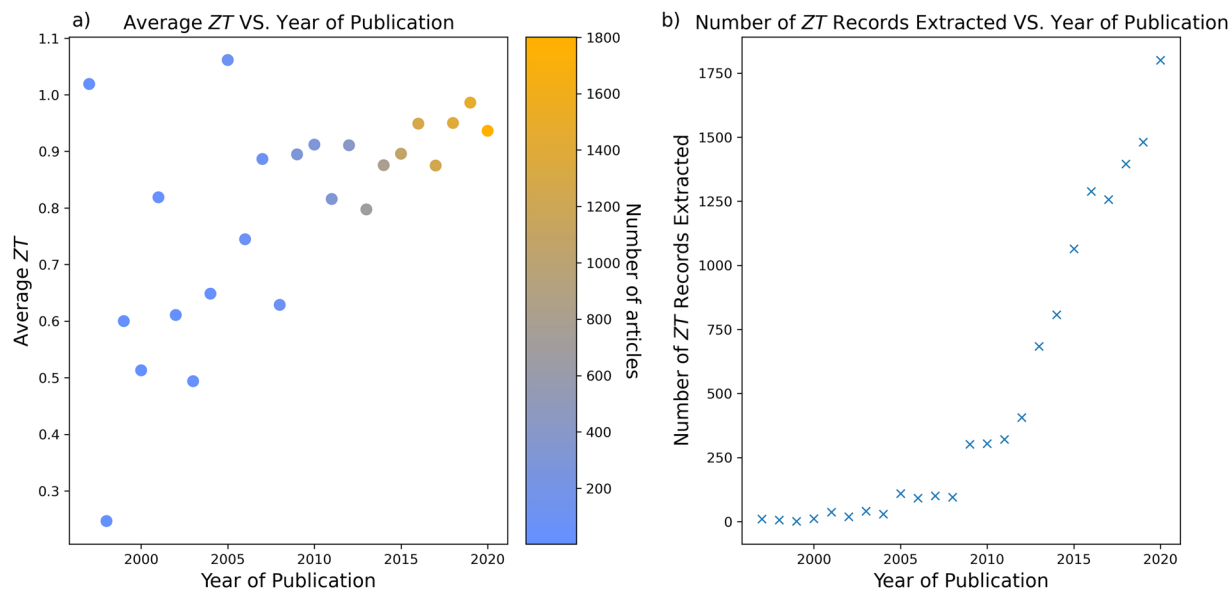 a) Average ZT VS. Year of Publication
1.1
1.0
0.9
0.8
0.7
0.6
0.5
0.4
0.3
Average ZT
2000 2005 2010 2015 2020
Year of Publication
1800
1600
1400
1200
1000
800
600
400
200
Number of articles
b) Number of ZT Records Extracted VS. Year of Publication
1750
1500
1250
1000
750
500
250
0
Number of ZT Records Extracted
2000 2005 2010 2015 2020
Year of Publication